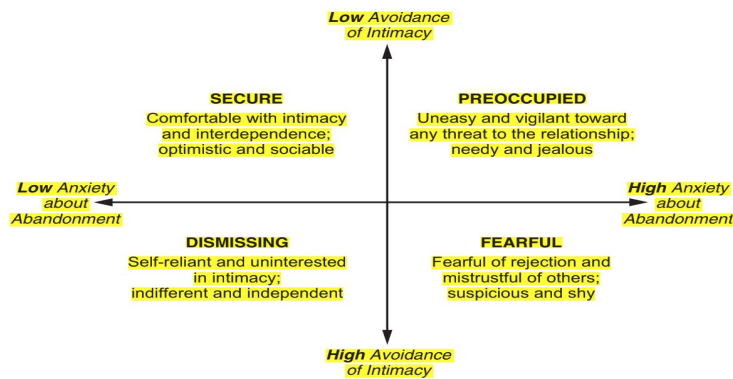 Low Avoidance
of Intimacy
SECURE
Comfortable with intimacy
and interdependence;
optimistic and sociable
PREOCCUPIED
Uneasy and vigilant toward
any threat to the relationship;
needy and jealous
Low Anxiety
about
Abandonment
High Anxiety
about
Abandonment
DISMISSING
Self-reliant and uninterested
in intimacy;
indifferent and independent
FEARFUL
Fearful of rejection and
mistrustful of others;
suspicious and shy
High Avoidance
of Intimacy